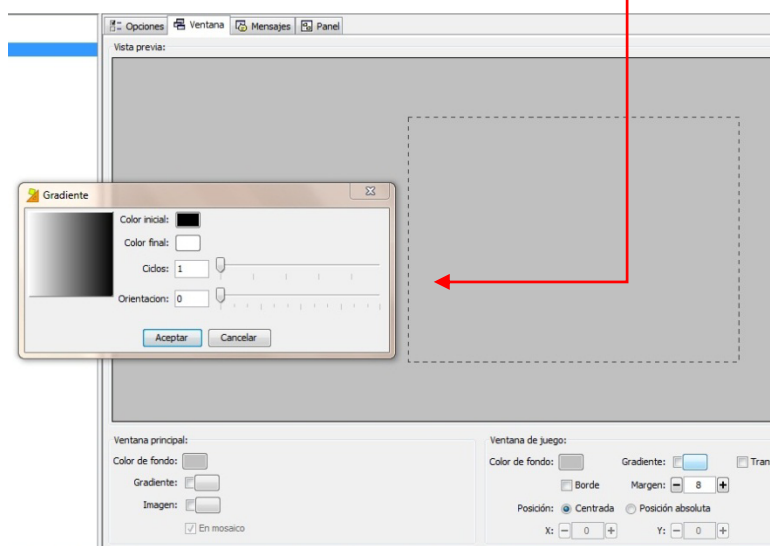 Opciones Ventana Mensajes Panel
Vista previa:
Gradiente
Color inicial:
Color final:
Ciclos: 1
Orientacion: 0
Aceptar Cancelar
Ventana principal:
Color de fondo:
Gradiente:
Imagen:
En mosaico
Ventana de juego:
Color de fondo: Gradiente: Tran
Borde Margen: - 8 +
Posición: Centrada Posición absoluta
X: - 0 + Y: - 0 +